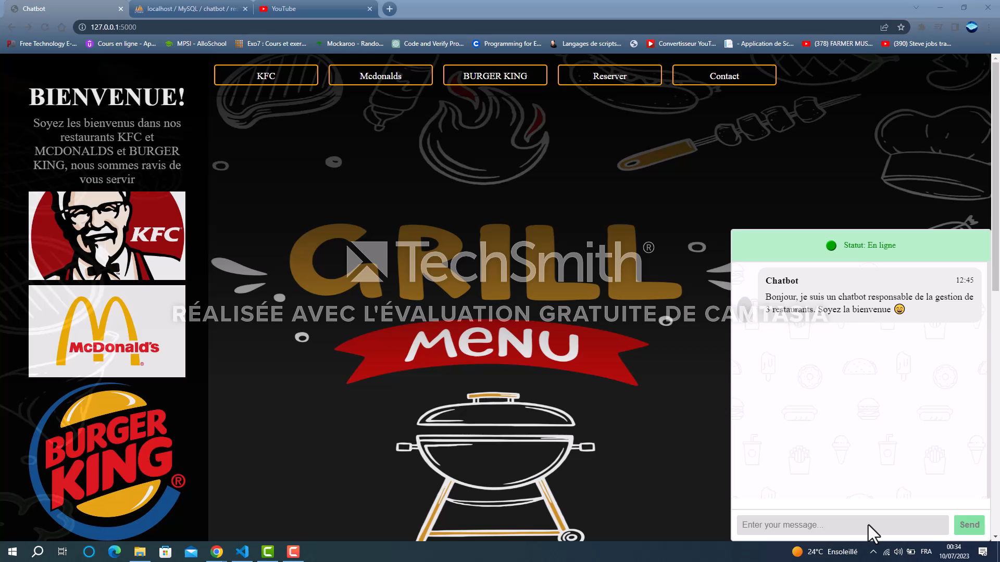 Chatbot
localhost / MySQL / chatbot / res
YouTube
127.0.0.1:5000
Free Technology E-...
Cours en ligne - Ap...
MPSI - AlloSchool
Exo7 : Cours et exer...
Mockaroo - Rando...
Code and Verify Pro...
Programming for E...
Langages de scripts...
Convertisseur YouT...
- Application de Sc...
(378) FARMER MUS...
(390) Steve jobs tra...
KFC
Mcdonalds
BURGER KING
Reserver
Contact
BIENVENUE!
Soyez les bienvenus dans nos
restaurants KFC et
MCDONALDS et BURGER
KING, nous sommes ravis de
vous servir
KFC
McDonald's
BURGER
KING
GRILL
MENU
TechSmith
RÉALISÉE AVEC L'ÉVALUATION GRATUITE DE CAMTASIA
Statut: En ligne
Chatbot
12:45
Bonjour, je suis un chatbot responsable de la gestion de
3 restaurants. Soyez la bienvenue 😄
Enter your message...
Send
24°C Ensoleillé
FRA
00:34
10/07/2023